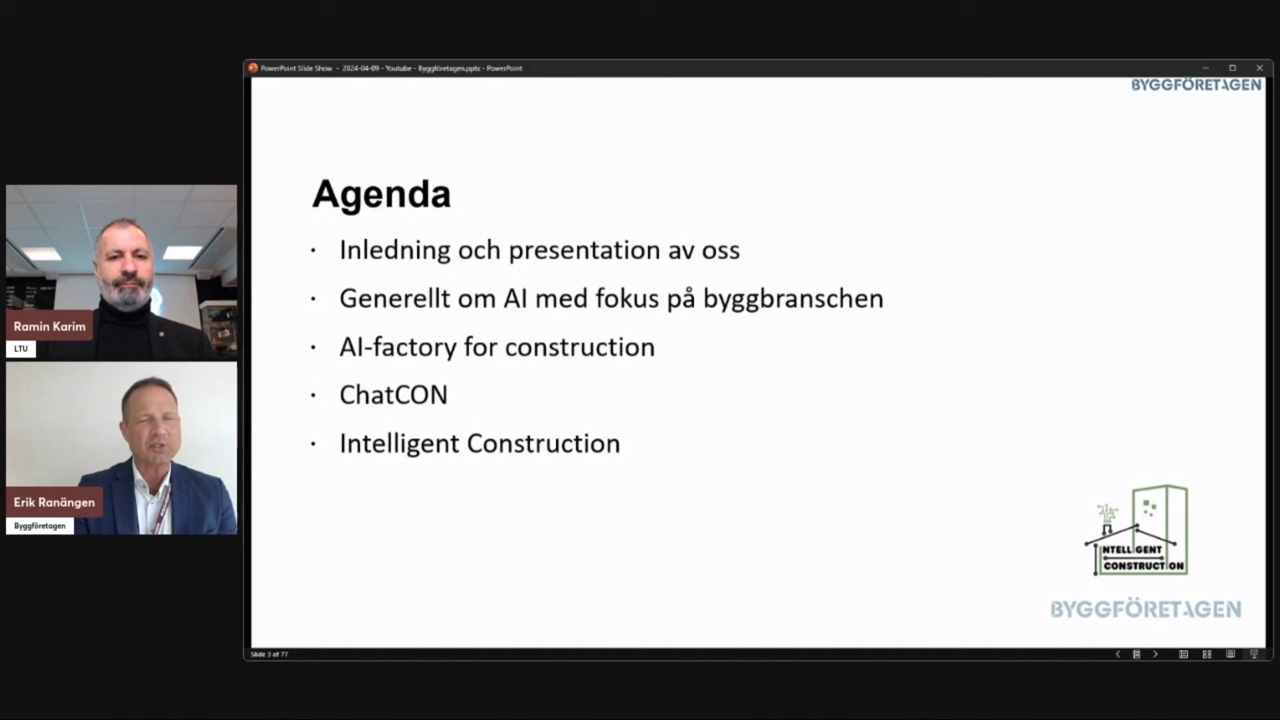 PowerPoint Slide Show - 2024-04-09 - Youtube - Byggföretagen.pptx - PowerPoint
BYGGFÖRETAGEN
Agenda
· Inledning och presentation av oss
· Generellt om AI med fokus på byggbranschen
· AI-factory for construction
· ChatCON
· Intelligent Construction
Ramin Karim
LTU
Erik Ranängen
Byggföretagen
INTELLIGENT
CONSTRUCTION
BYGGFÖRETAGEN
Slide 3 of 77